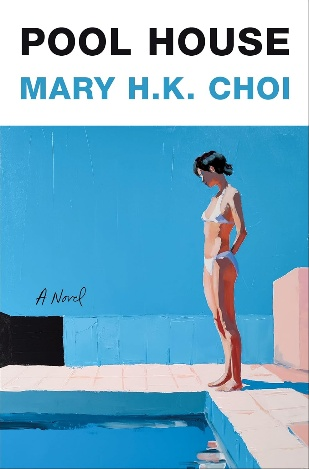 POOL HOUSE
MARY H.K. CHOI
A Novel